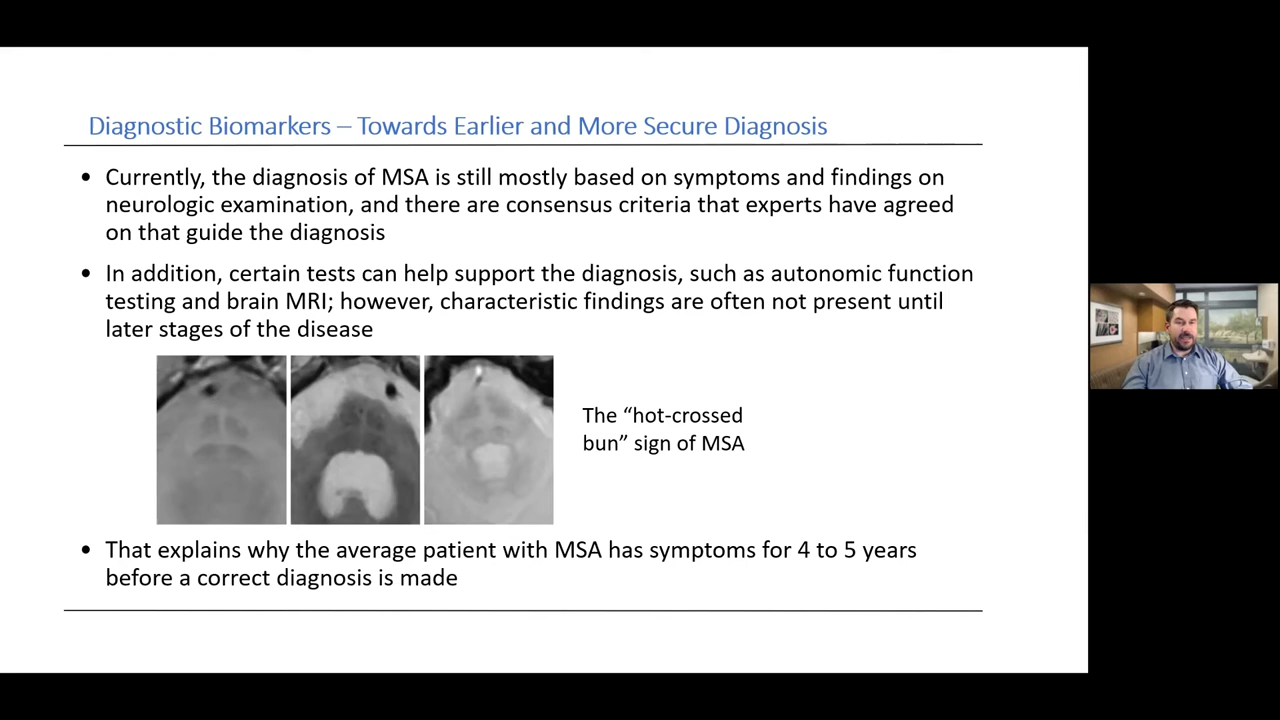 Diagnostic Biomarkers – Towards Earlier and More Secure Diagnosis
• Currently, the diagnosis of MSA is still mostly based on symptoms and findings on
neurologic examination, and there are consensus criteria that experts have agreed
on that guide the diagnosis
• In addition, certain tests can help support the diagnosis, such as autonomic function
testing and brain MRI; however, characteristic findings are often not present until
later stages of the disease
The “hot-crossed
bun” sign of MSA
• That explains why the average patient with MSA has symptoms for 4 to 5 years
before a correct diagnosis is made